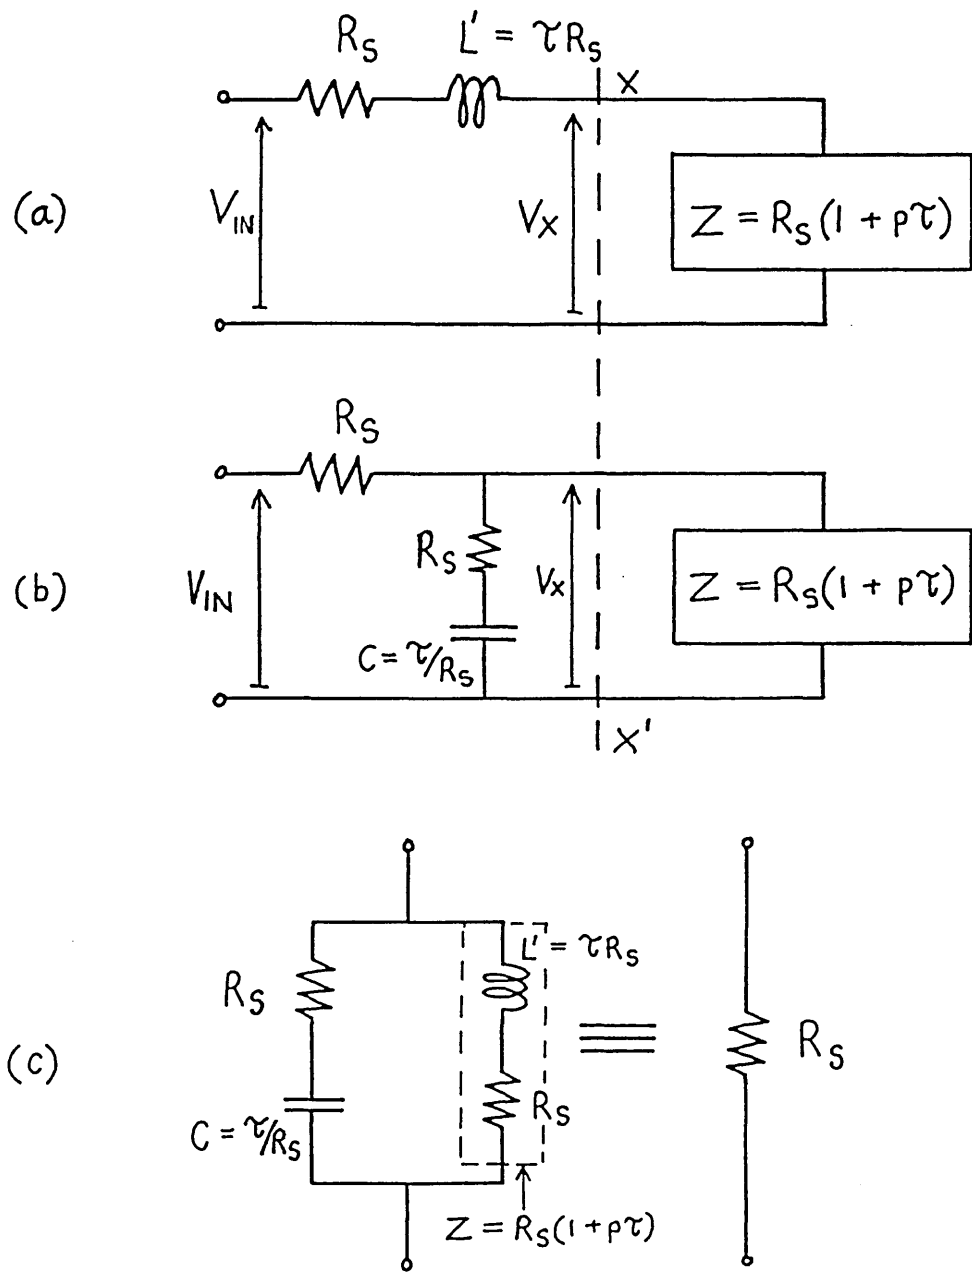 R_S L' = τR_S
X
(a)
V_IN
V_X
Z = R_S(1 + pτ)
R_S
(b)
V_IN
R_S
V_X
Z = R_S(1 + pτ)
C = τ/R_S
X'
L' = τR_S
R_S
(c)
R_S
R_S
C = τ/R_S
Z = R_S(1 + pτ)